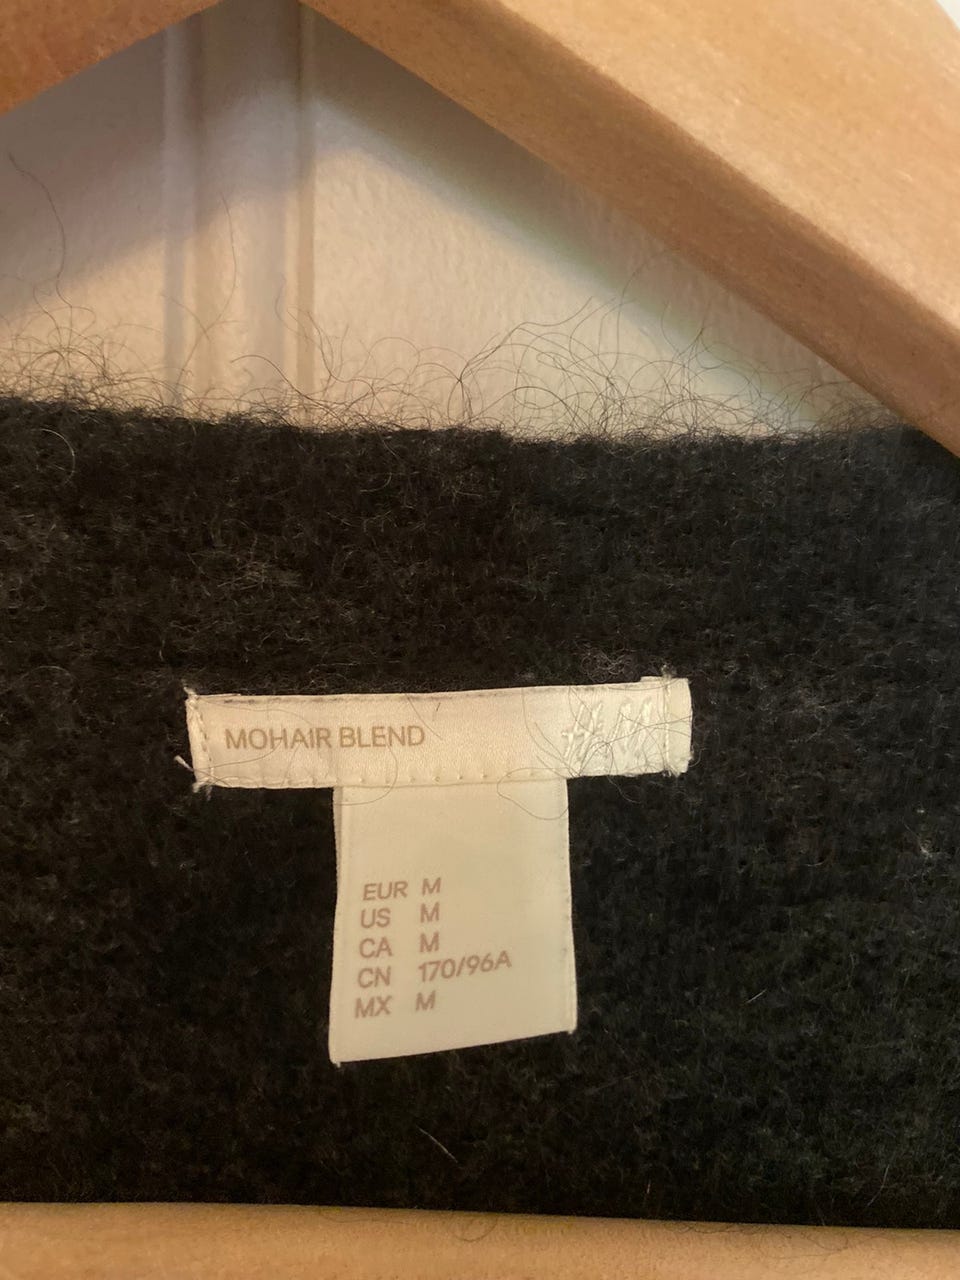 MOHAIR BLEND H&M
EUR M
US M
CA M
CN 170/96A
MX M